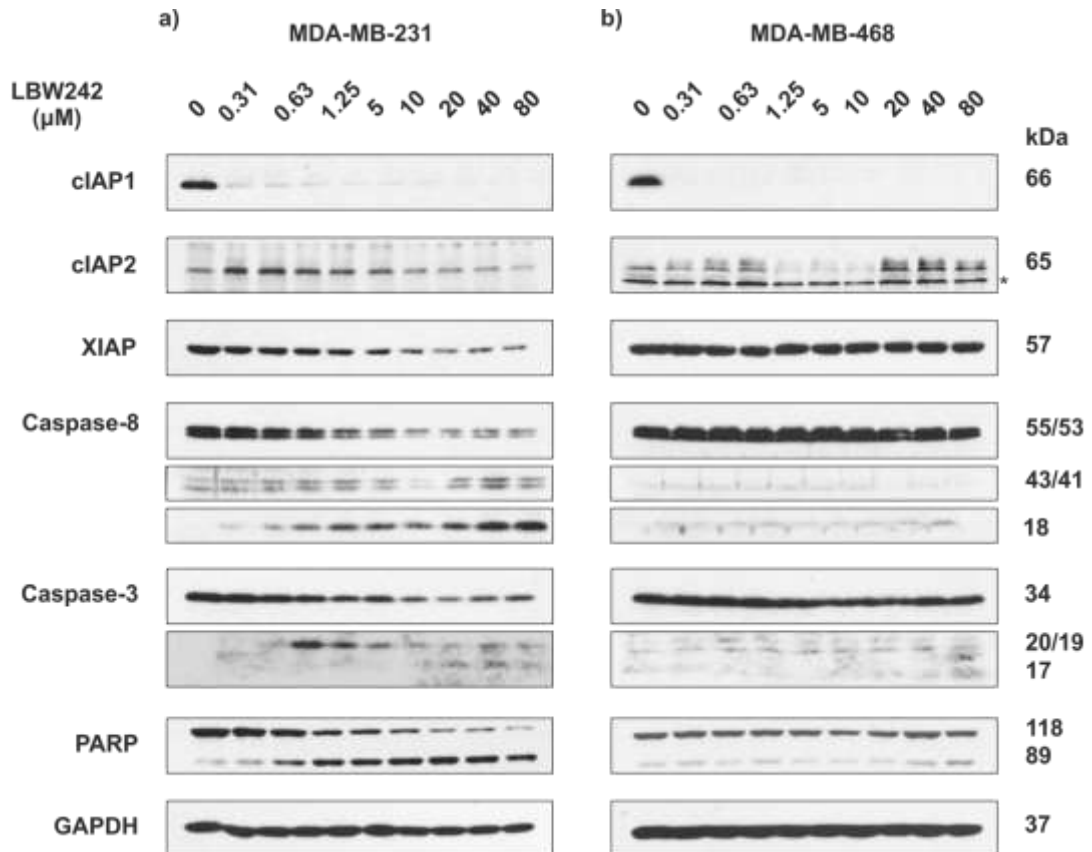 a)
MDA-MB-231
b)
MDA-MB-468
LBW242
(µM)
0 0.31 0.63 1.25 5 10 20 40 80
0 0.31 0.63 1.25 5 10 20 40 80
kDa
cIAP1 66
cIAP2 65
*
XIAP 57
Caspase-8 55/53
43/41
18
Caspase-3 34
20/19
17
PARP 118
89
GAPDH 37